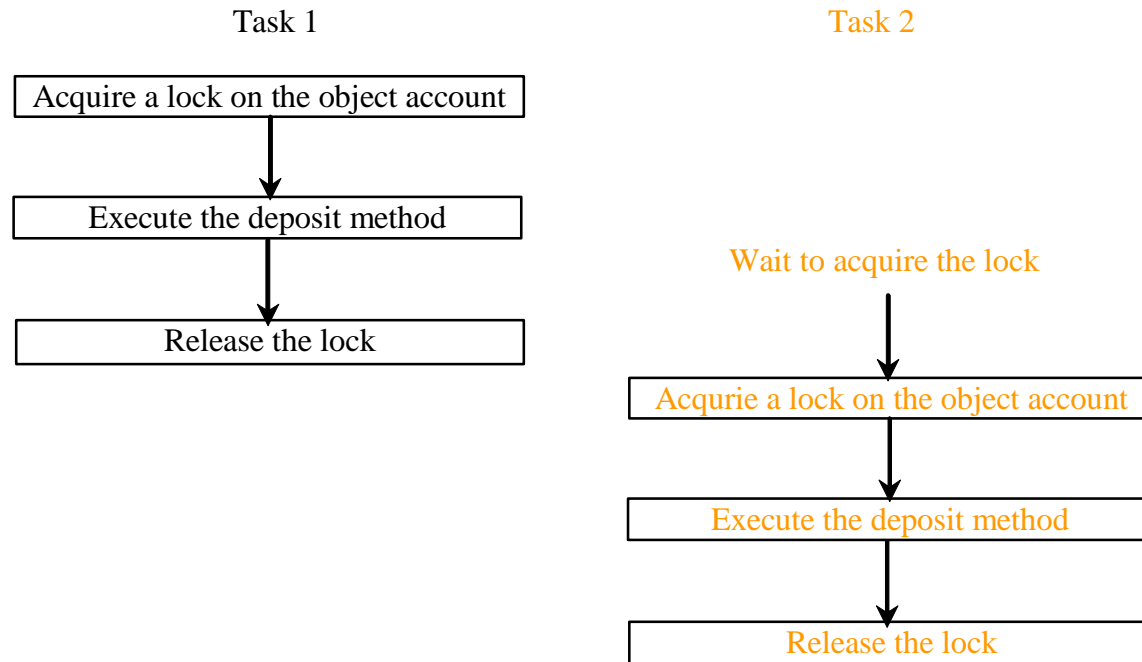 Task 1
Task 2
Acquire a lock on the object account
Execute the deposit method
Release the lock
Wait to acquire the lock
Acqurie a lock on the object account
Execute the deposit method
Release the lock